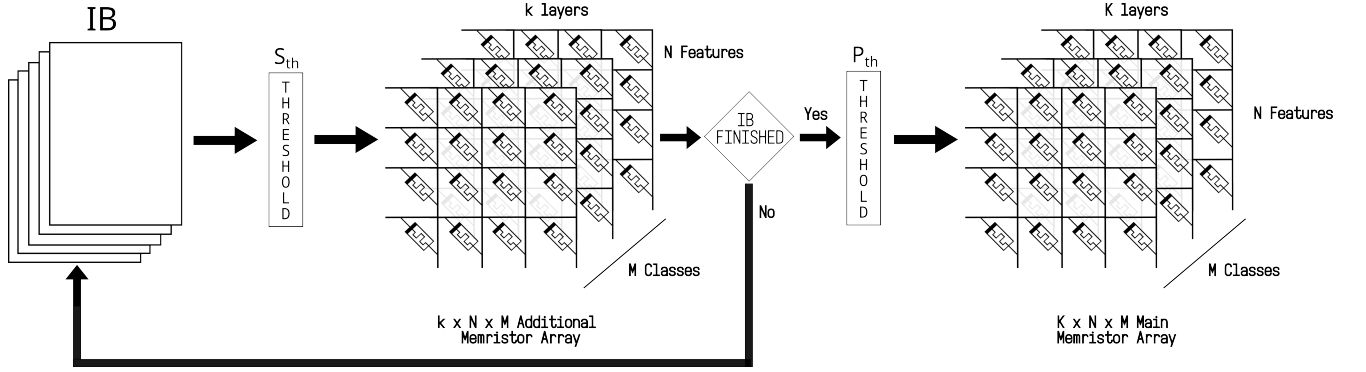 IB
S_th
THRESHOLD
k layers
N Features
M Classes
k x N x M Additional
Memristor Array
IB
FINISHED
Yes
No
P_th
THRESHOLD
K layers
N Features
M Classes
K x N x M Main
Memristor Array